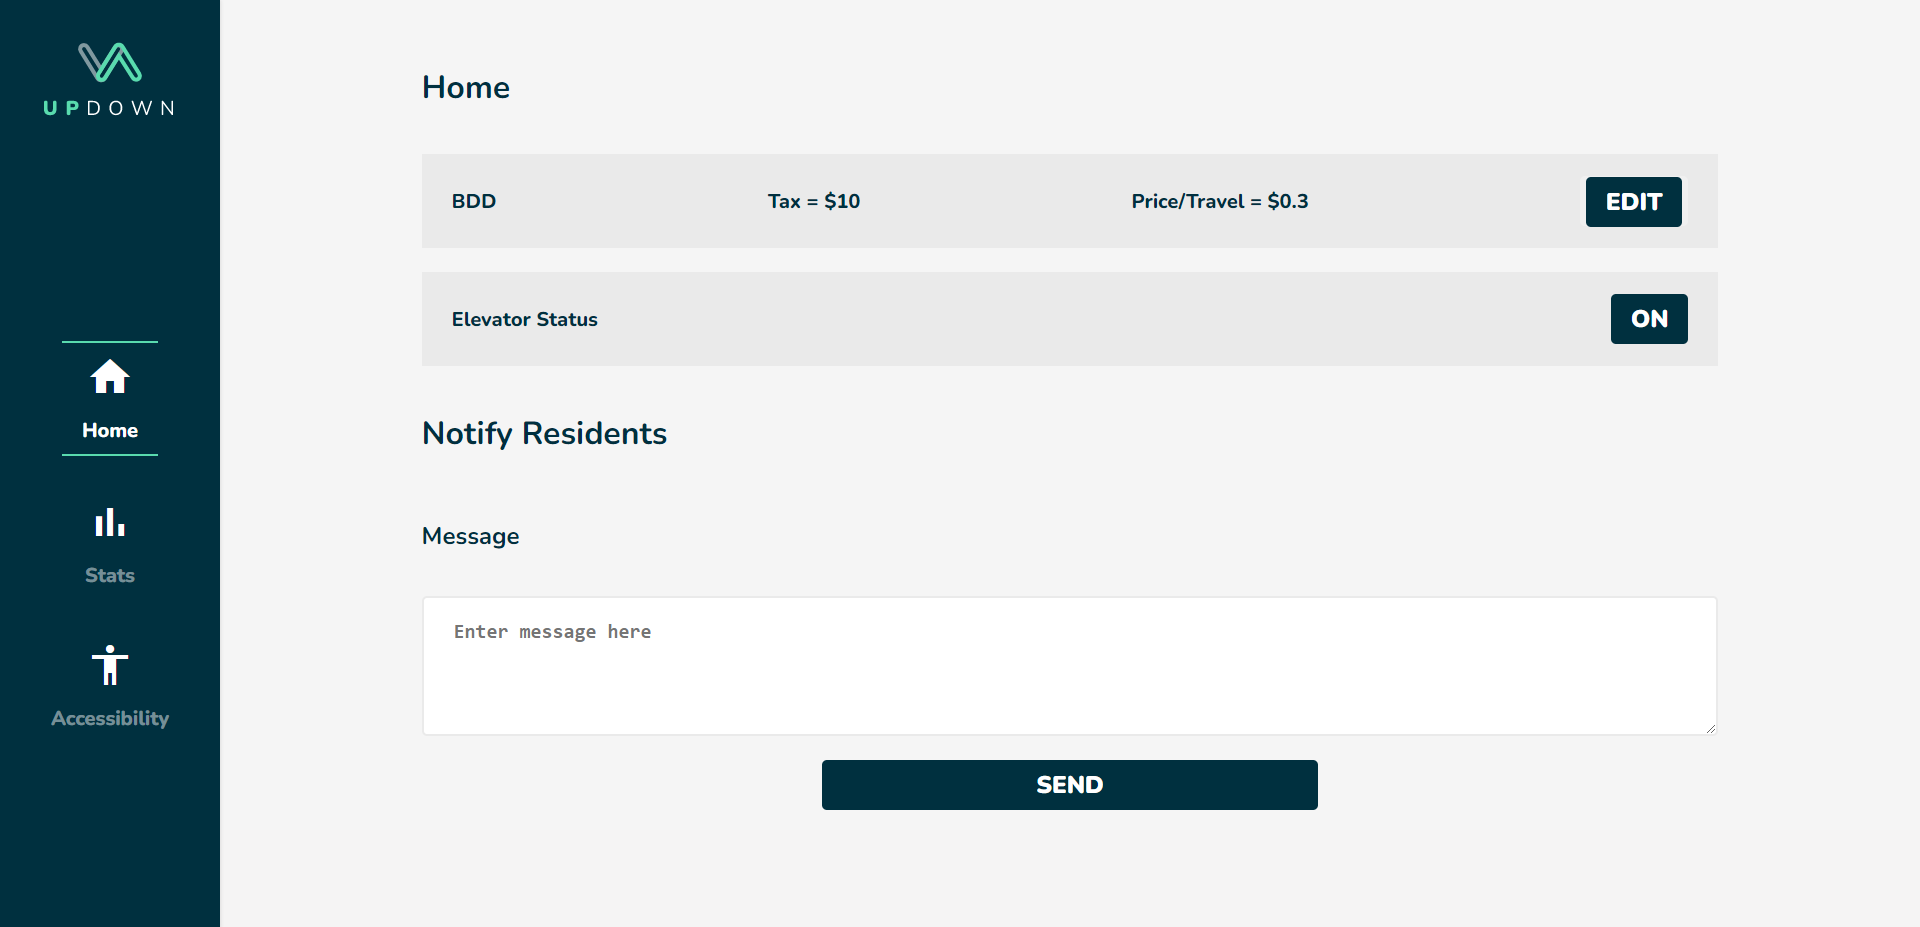 UPDOWN
Home
Stats
Accessibility
Home
BDD Tax = $10 Price/Travel = $0.3 EDIT
Elevator Status ON
Notify Residents
Message
Enter message here
SEND